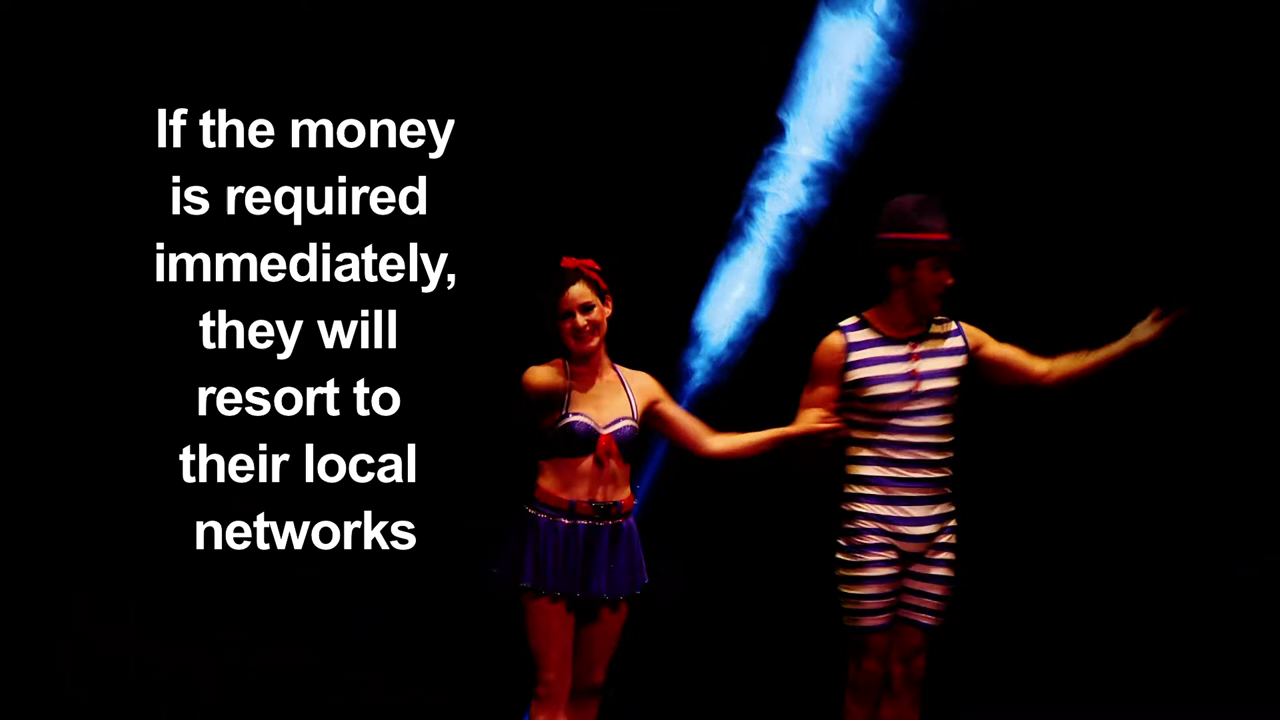 If the money
is required
immediately,
they will
resort to
their local
networks